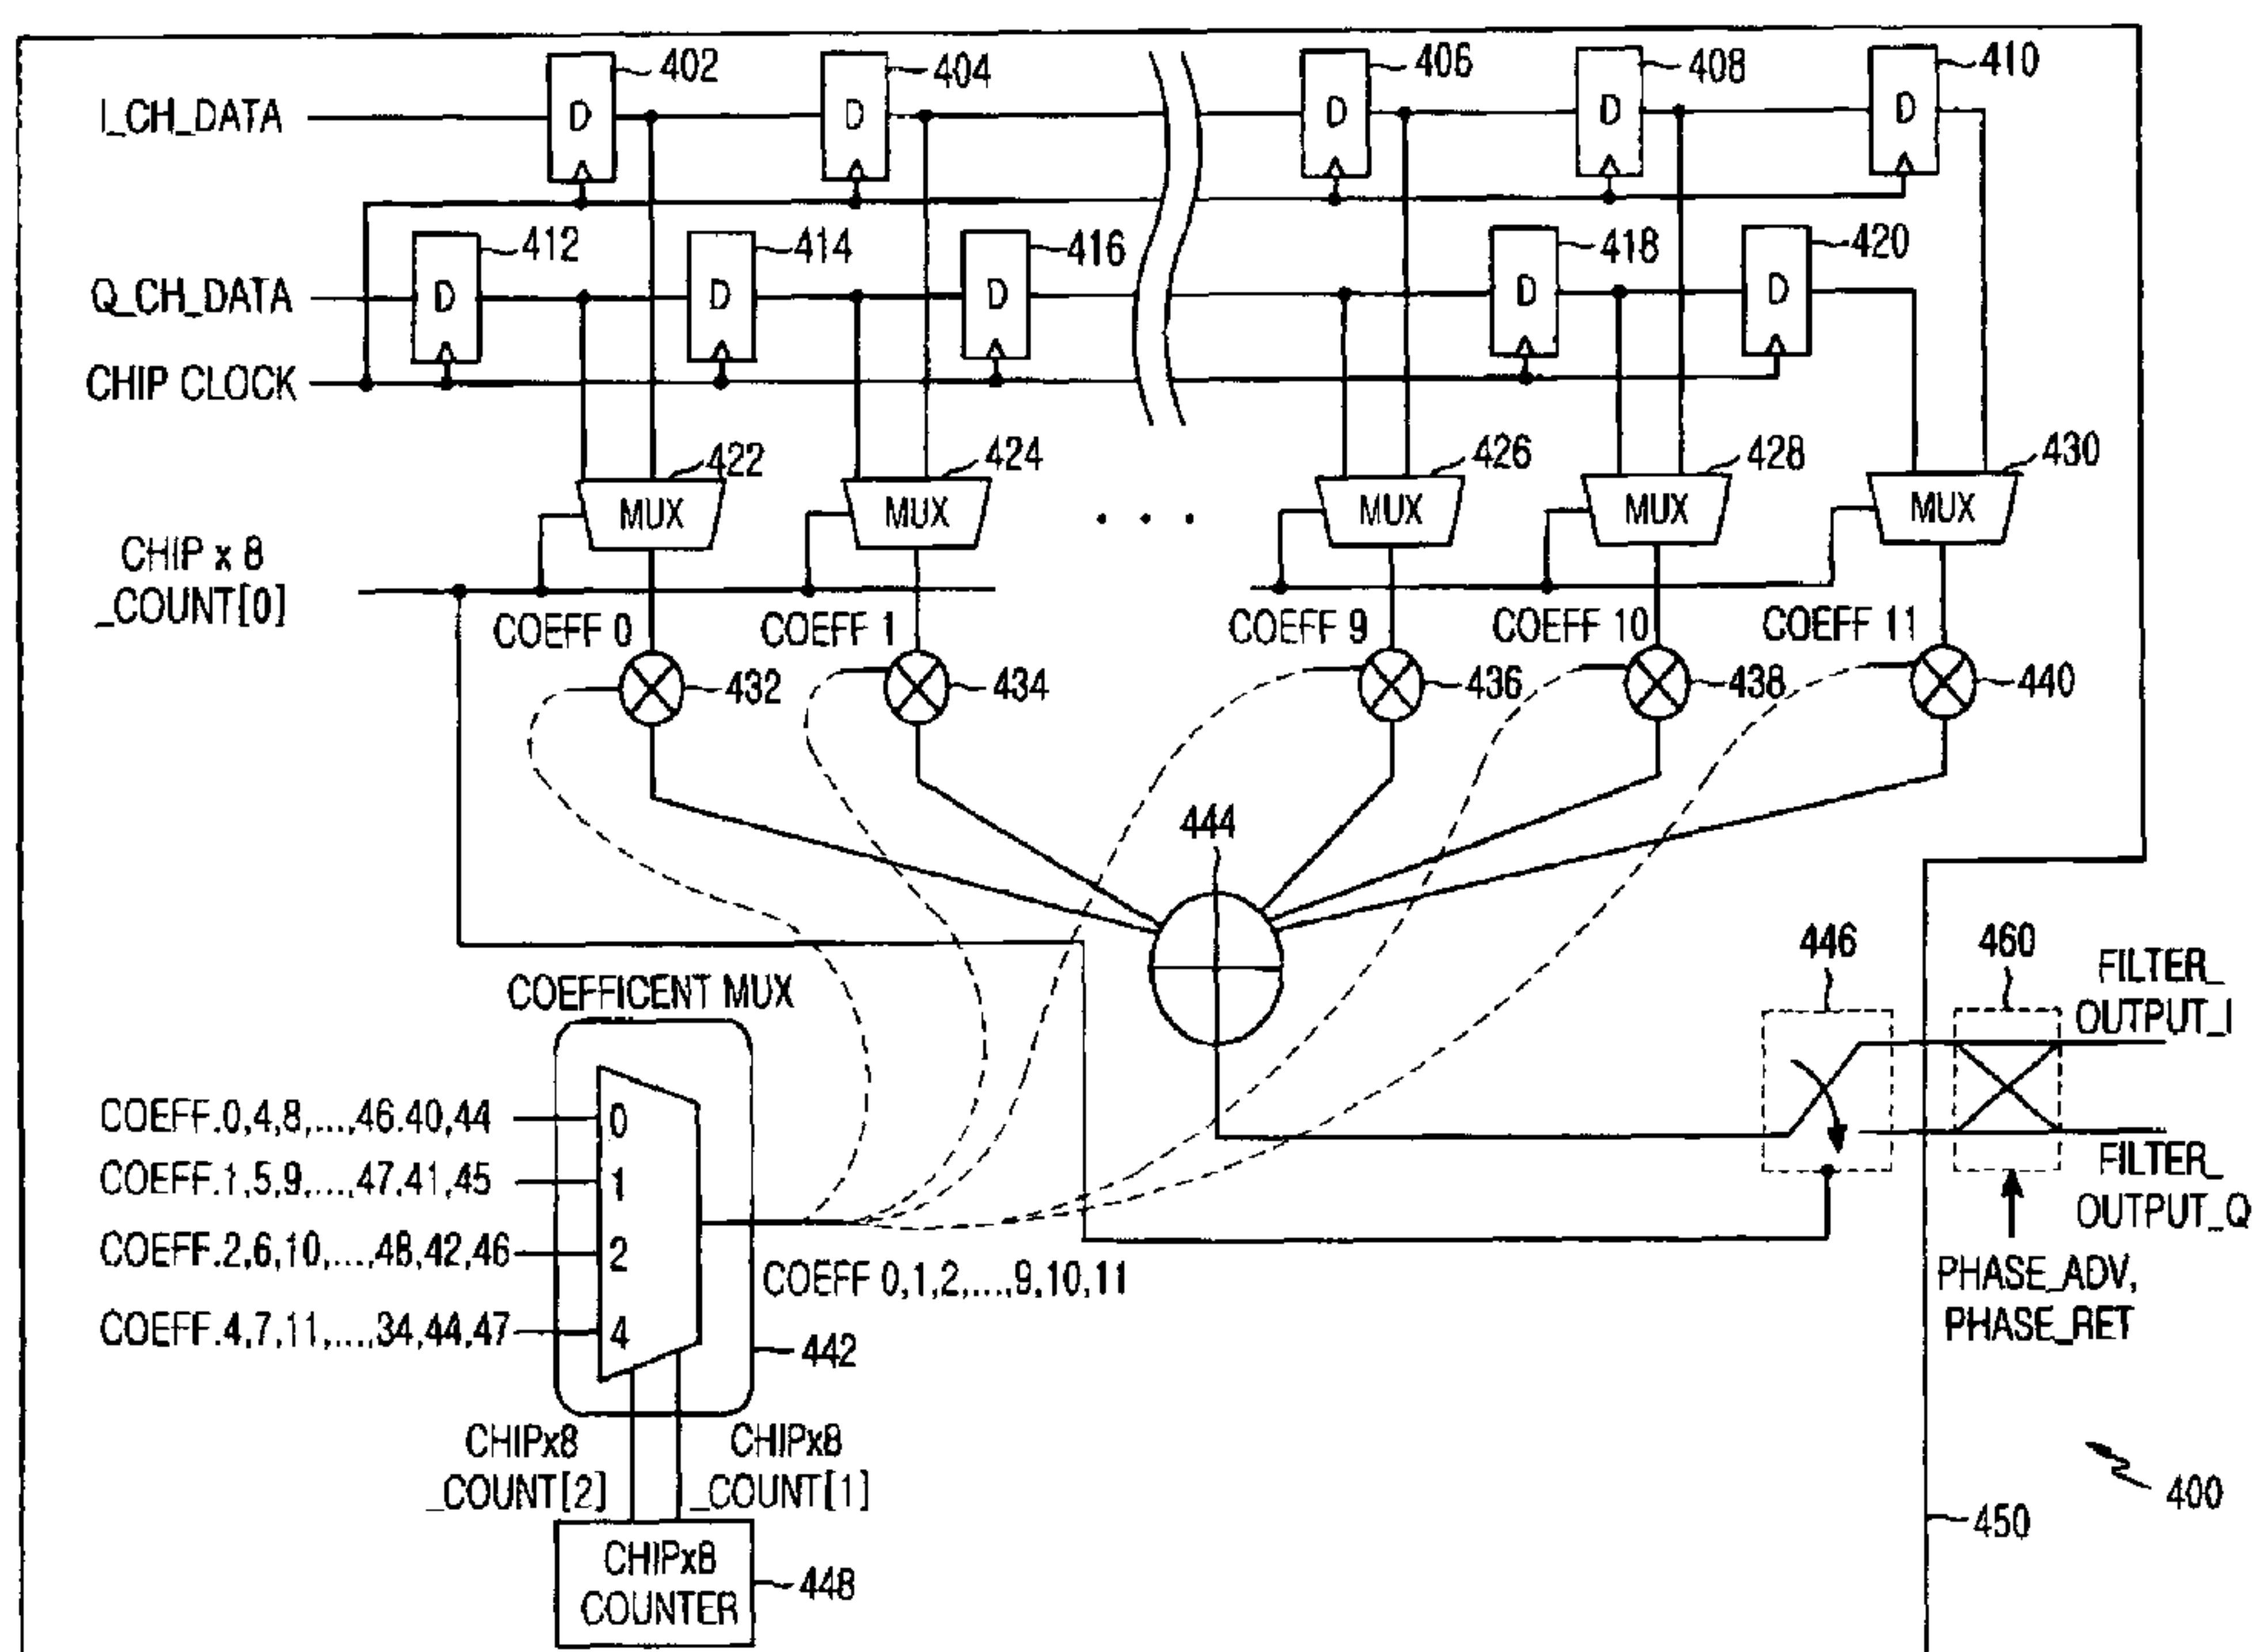 402
404
406
408
410
I_CH_DATA
D
D
D
D
D
412
414
416
418
420
Q_CH_DATA
D
D
D
D
D
CHIP CLOCK
422
424
426
428
430
MUX
MUX
. . .
MUX
MUX
MUX
CHIP x 8
_COUNT[0]
COEFF 0
COEFF 1
COEFF 9
COEFF 10
COEFF 11
432
434
436
438
440
444
446
460
FILTER_
OUTPUT_I
COEFFICENT MUX
COEFF.0,4,8,...,46.40,44
0
COEFF.1,5,9,...,47,41,45
1
COEFF.2,6,10,...,48,42,46
2
COEFF.4,7,11,...,34,44,47
4
COEFF 0,1,2,...,9,10,11
442
FILTER_
OUTPUT_Q
PHASE_ADV,
PHASE_RET
CHIPx8
_COUNT[2]
CHIPx8
_COUNT[1]
CHIPx8
COUNTER
448
450
400